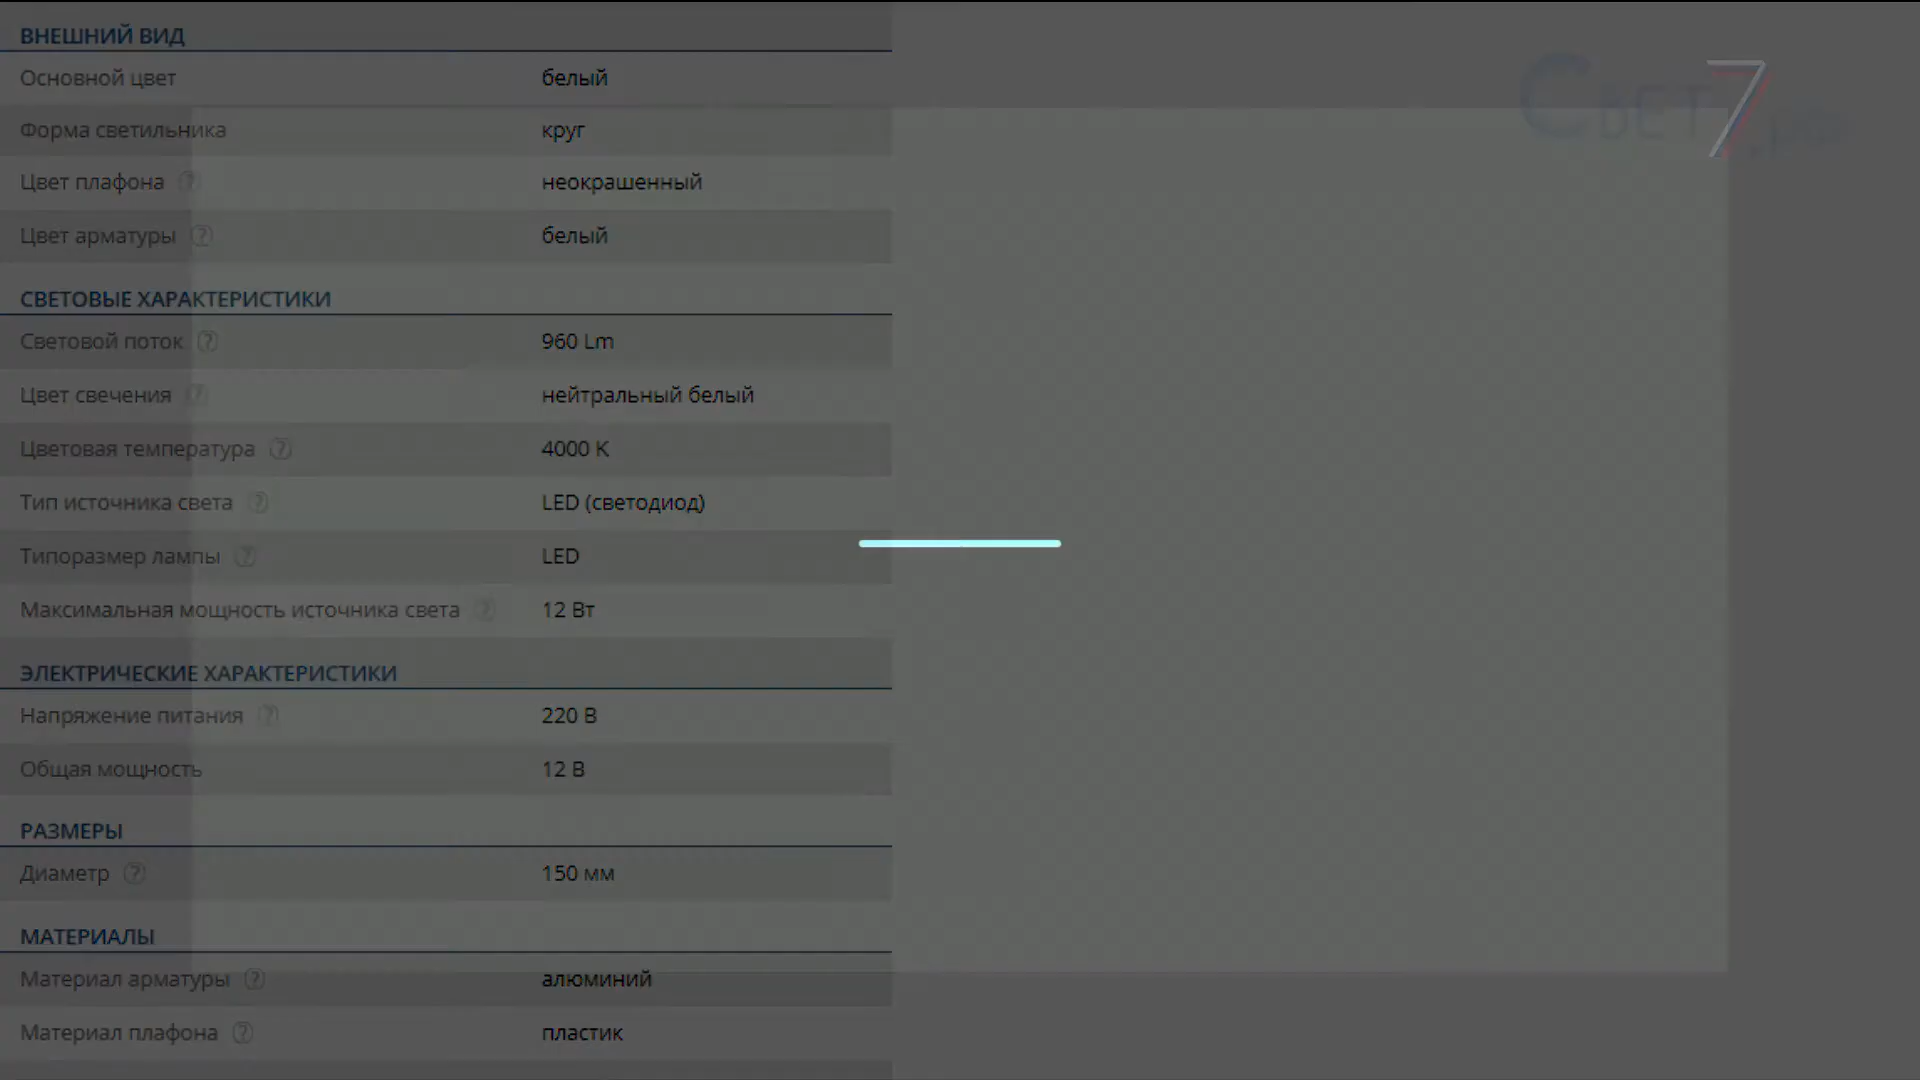 ВНЕШНИЙ ВИД
Основной цвет белый
Форма светильника круг
Цвет плафона ? неокрашенный
Цвет арматуры ? белый
СВЕТОВЫЕ ХАРАКТЕРИСТИКИ
Световой поток ? 960 Lm
Цвет свечения ? нейтральный белый
Цветовая температура ? 4000 K
Тип источника света ? LED (светодиод)
Типоразмер лампы ? LED
Максимальная мощность источника света ? 12 Вт
ЭЛЕКТРИЧЕСКИЕ ХАРАКТЕРИСТИКИ
Напряжение питания ? 220 В
Общая мощность 12 В
РАЗМЕРЫ
Диаметр ? 150 мм
МАТЕРИАЛЫ
Материал арматуры ? алюминий
Материал плафона ? пластик
Свет7